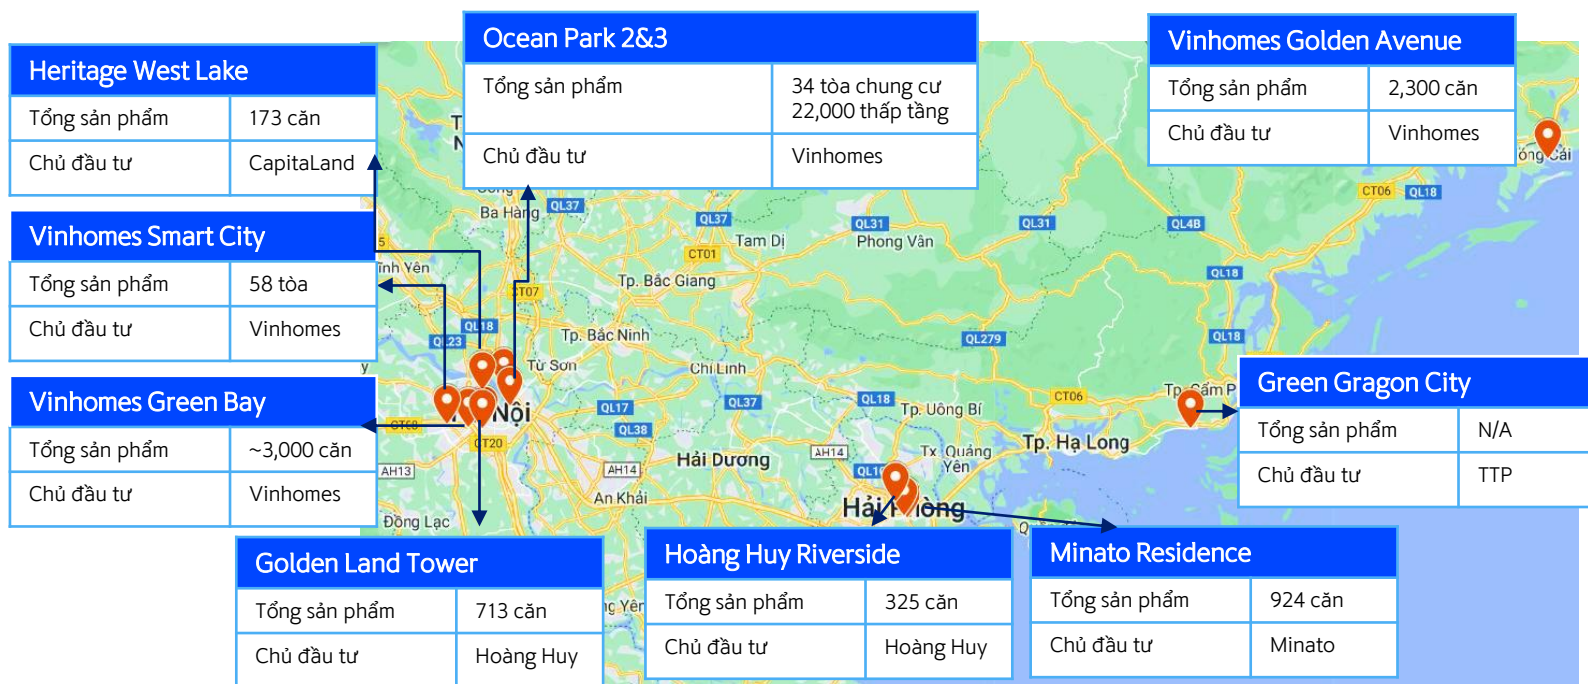 Ocean Park 2&3
Tổng sản phẩm 34 tòa chung cư
22,000 thấp tầng
Chủ đầu tư Vinhomes
Vinhomes Golden Avenue
Tổng sản phẩm 2,300 căn
Chủ đầu tư Vinhomes
Heritage West Lake
Tổng sản phẩm 173 căn
Chủ đầu tư CapitaLand
Vinhomes Smart City
Tổng sản phẩm 58 tòa
Chủ đầu tư Vinhomes
Vinhomes Green Bay
Tổng sản phẩm ~3,000 căn
Chủ đầu tư Vinhomes
Green Gragon City
Tổng sản phẩm N/A
Chủ đầu tư TTP
Golden Land Tower
Tổng sản phẩm 713 căn
Chủ đầu tư Hoàng Huy
Hoàng Huy Riverside
Tổng sản phẩm 325 căn
Chủ đầu tư Hoàng Huy
Minato Residence
Tổng sản phẩm 924 căn
Chủ đầu tư Minato
CT06 QL18
QL37
Ba Hàng
QL37
QL31
QL31
QL4B
Tam Dị
Phong Vân
CT01
QL18
Tp. Bắc Giang
CT07
QL18
Tp. Bắc Ninh
QL23
QL279
QL18
Từ Sơn
Chí Linh
CT06
QL18
QL17
QL37
Tp. Uông Bí
Nội
QL38
CT20
Tp. Hạ Long
AH14
Tx. Quảng
Yên
Hải Dương
AH13
AH14
An Khải
Hải Phòng
Đồng Lạc